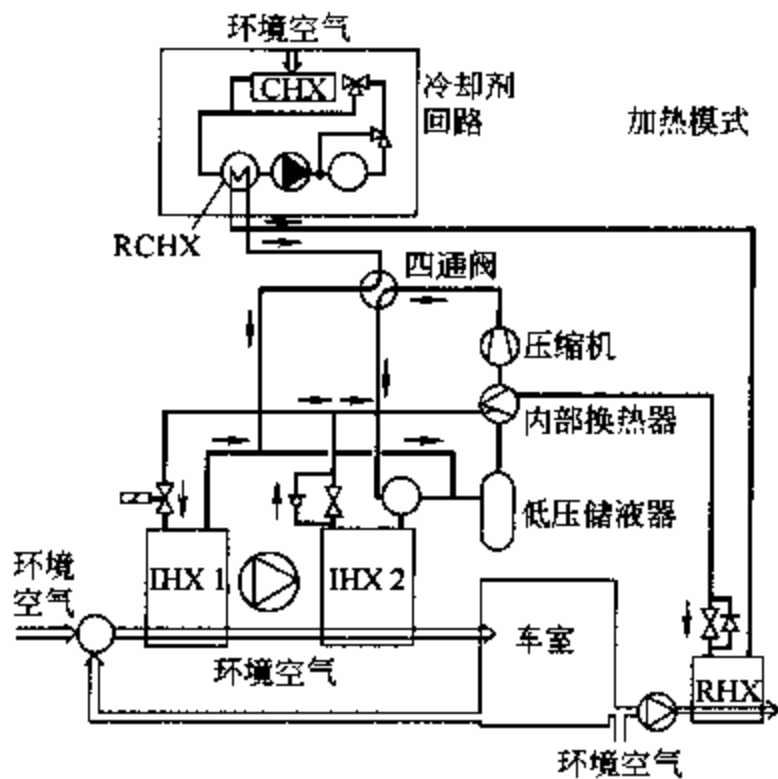 环境空气
CHX
冷却剂
回路
加热模式
RCHX
四通阀
压缩机
内部换热器
低压储液器
IHX 1
IHX 2
环境
空气
车室
环境空气
RHX
环境空气